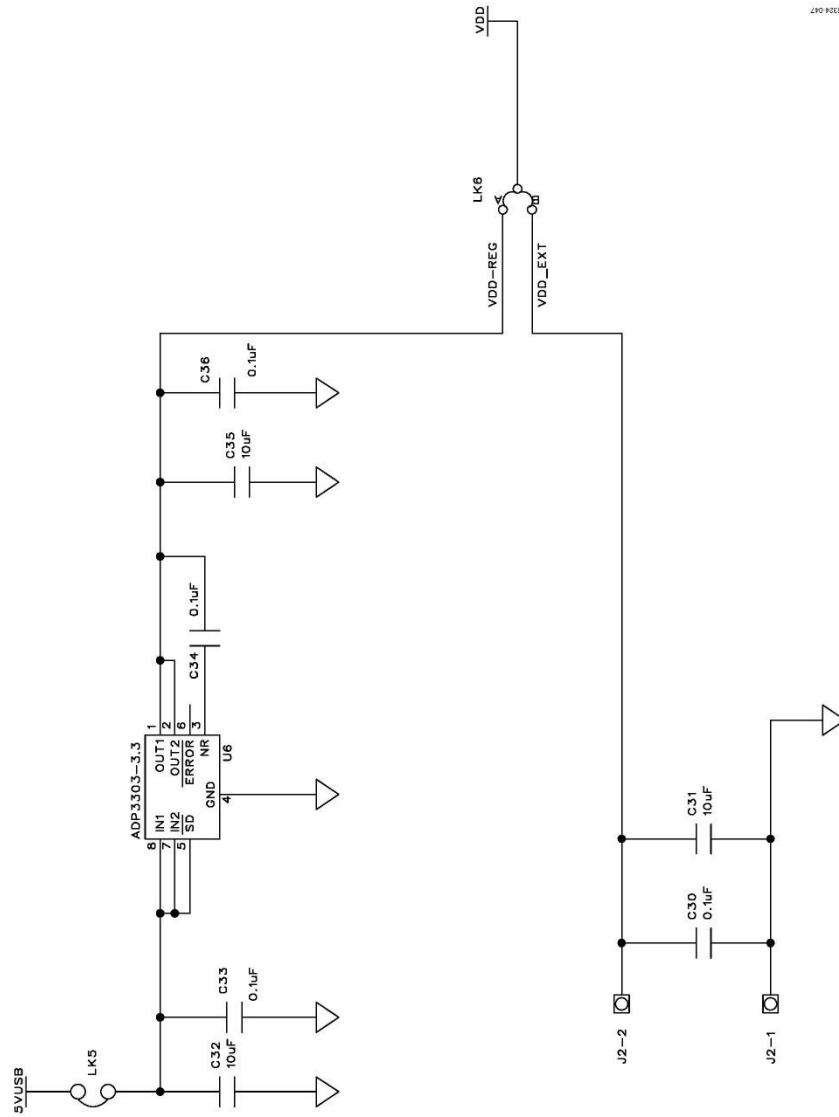 VDD
LK6
A
B
VDD-REG
VDD_EXT
C36
0.1uF
C35
10uF
0.1uF
C34
ADP3303-3.3
8
IN1
OUT1
1
7
IN2
OUT2
2
5
SD
ERROR
6
NR
3
GND
4
U6
C33
0.1uF
C32
10uF
LK5
5VUSB
C31
10uF
C30
0.1uF
J2-2
J2-1